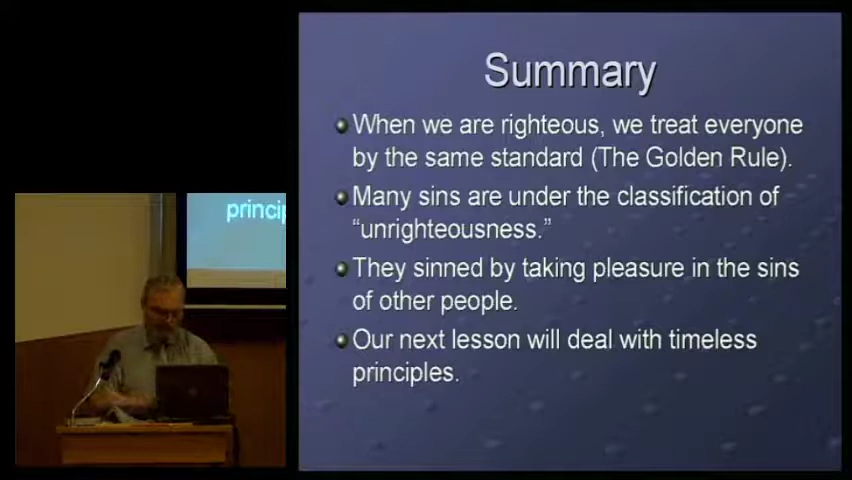 Summary
When we are righteous, we treat everyone
by the same standard (The Golden Rule).
Many sins are under the classification of
“unrighteousness.”
They sinned by taking pleasure in the sins
of other people.
Our next lesson will deal with timeless
principles.
princip